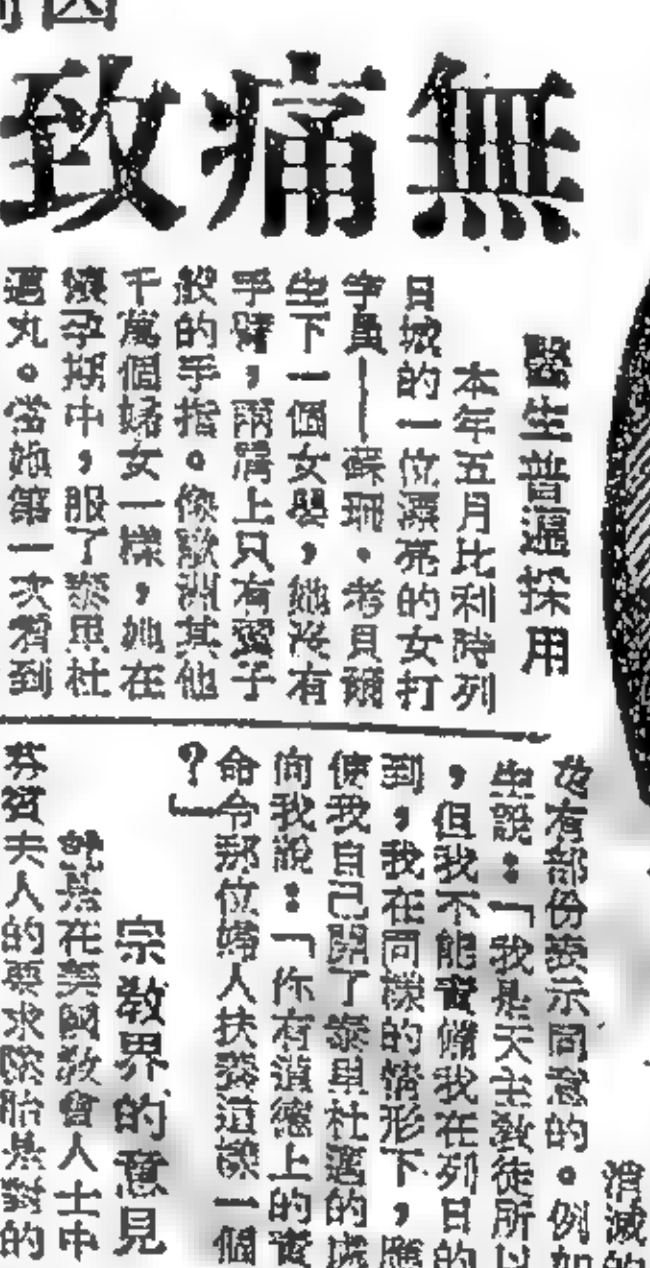 無痛致
醫生普遍採用
本年五月比利時列
日城的一位漂亮的女打
字員——蘇珊·考貝爾
生下一個女嬰，她沒有
手臂，兩肩上只有
般的手指。像歐洲其他
千萬個婦女一樣，她在
懷孕期中，服了泰里杜
邁丸。當她第一次看到
消滅的
也有部份表示同意的。例如
生說：「我是天主教徒所以
，但我不能責備我在列日的
到，我在同樣的情形下，應
使我自己開了泰里杜邁的處
向我說：「你有道德上的責
命令那位婦人扶養這樣一個
？」
宗教界的意見
就是在美國教會人士中
芬賓夫人的要求除胎是對的